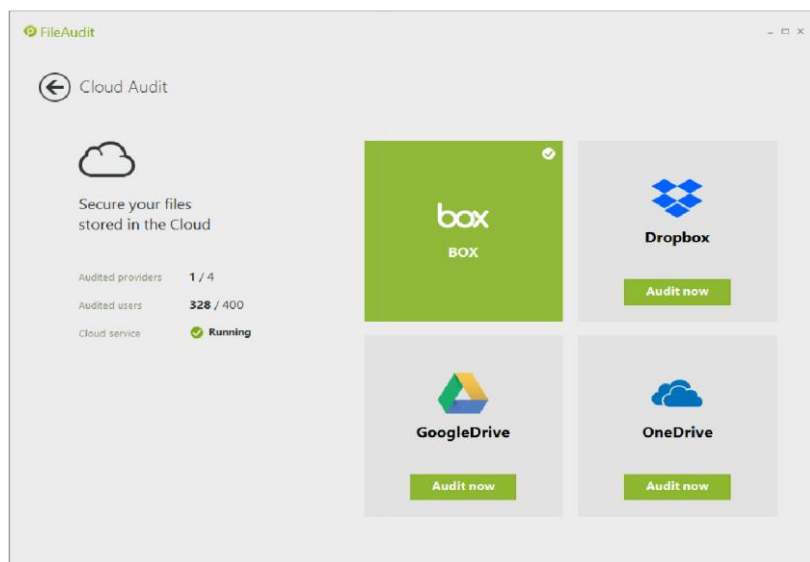 FileAudit
Cloud Audit
Secure your files
stored in the Cloud
Audited providers 1 / 4
Audited users 328 / 400
Cloud service Running
box
BOX
Dropbox
Audit now
GoogleDrive
Audit now
OneDrive
Audit now